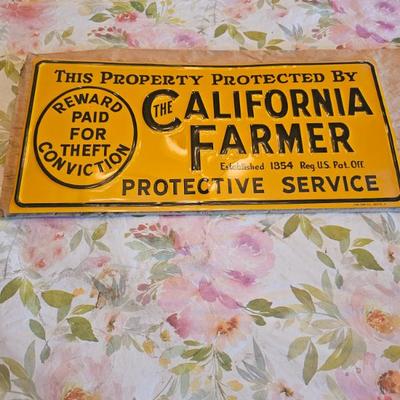 THIS PROPERTY PROTECTED BY
REWARD
PAID
FOR
THEFT
CONVICTION
THE CALIFORNIA
FARMER
Established 1854 Reg. U.S. Pat. Off.
PROTECTIVE SERVICE